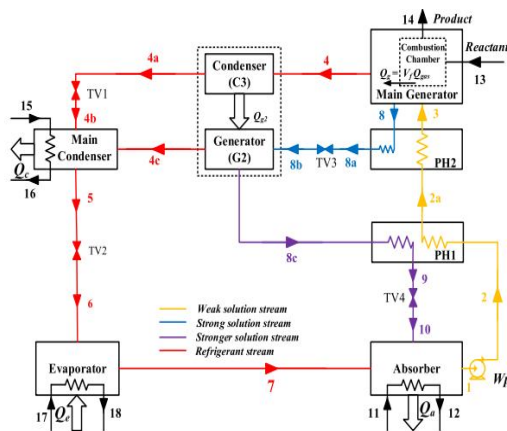 14
Product
Combustion
Chamber
Reactant
13
Q_g = V_f Q_gas
Main Generator
4a
Condenser
(C3)
4
TV1
Q_g2
8
3
15
4b
Main
Condenser
4c
Generator
(G2)
8b
TV3
8a
PH2
Q_c
16
5
2a
8c
PH1
TV2
9
2
TV4
6
10
Weak solution stream
Strong solution stream
Stronger solution stream
Refrigerant stream
Evaporator
7
Absorber
1
17
Q_e
18
11
Q_a
12